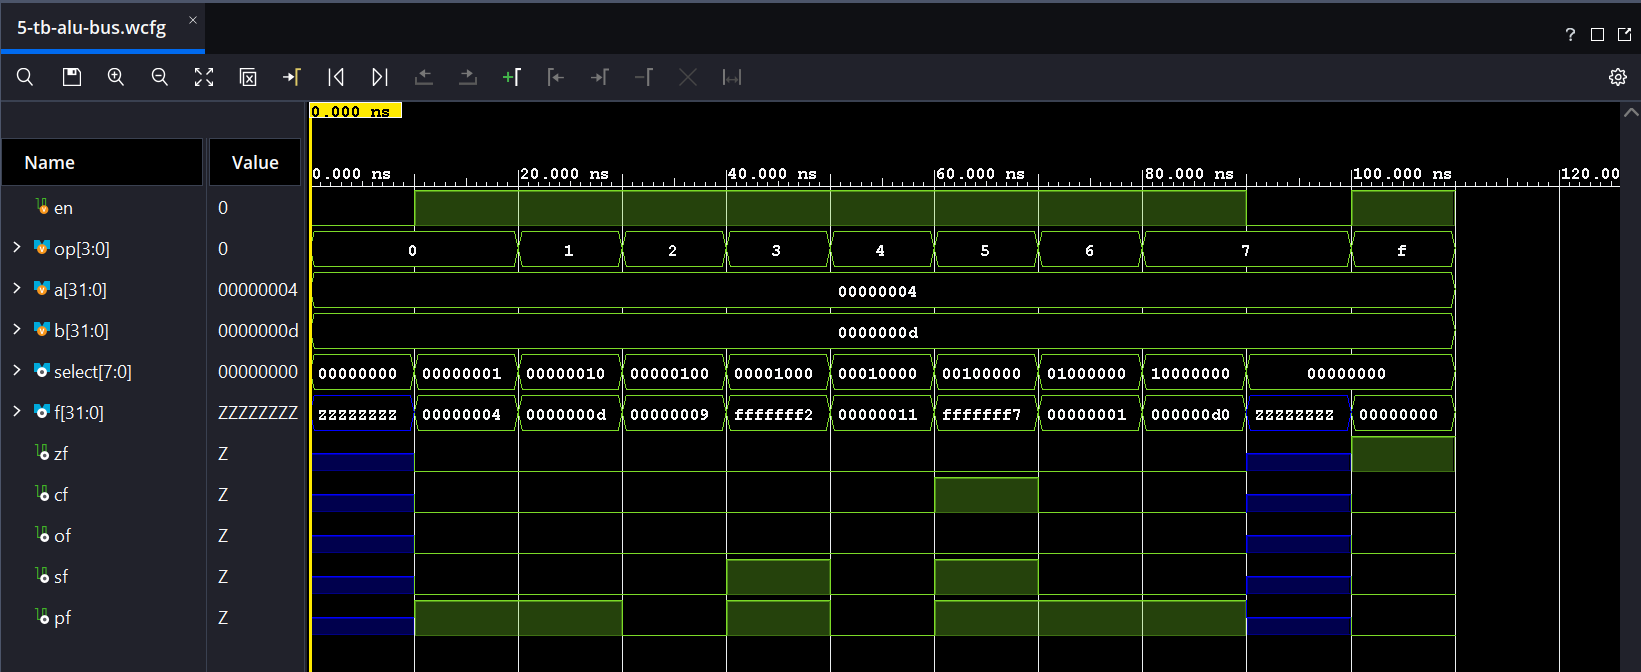 5-tb-alu-bus.wcfg
0.000 ns
Name Value
0.000 ns 20.000 ns 40.000 ns 60.000 ns 80.000 ns 100.000 ns 120.00
en 0
op[3:0] 0 0 1 2 3 4 5 6 7 f
a[31:0] 00000004 00000004
b[31:0] 0000000d 0000000d
select[7:0] 00000000 00000000 00000001 00000010 00000100 00001000 00010000 00100000 01000000 10000000 00000000
f[31:0] ZZZZZZZZ ZZZZZZZZ 00000004 0000000d 00000009 fffffff2 00000011 fffffff7 00000001 000000d0 ZZZZZZZZ 00000000
zf Z
cf Z
of Z
sf Z
pf Z